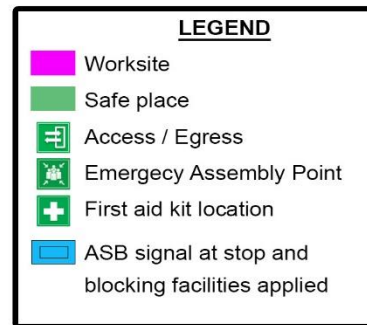 LEGEND
Worksite
Safe place
Access / Egress
Emergecy Assembly Point
First aid kit location
ASB signal at stop and
blocking facilities applied